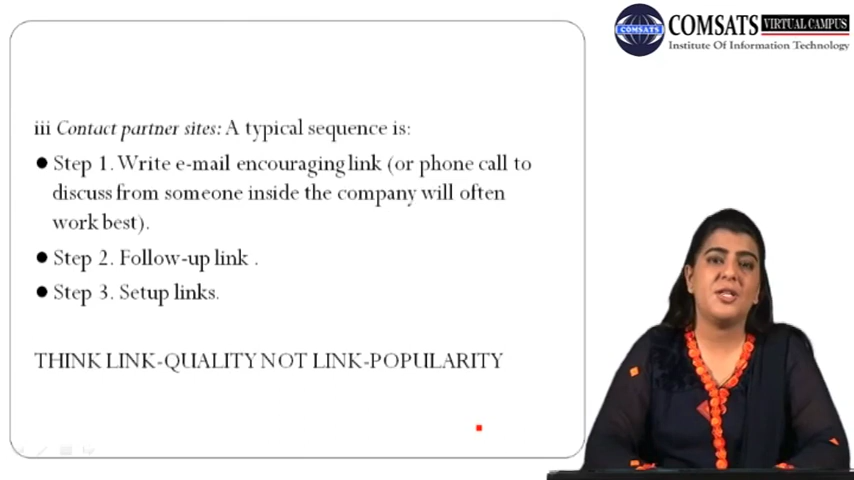 COMSATS VIRTUAL CAMPUS
COMSATS
Institute Of Information Technology
iii Contact partner sites: A typical sequence is:
● Step 1. Write e-mail encouraging link (or phone call to
discuss from someone inside the company will often
work best).
● Step 2. Follow-up link .
● Step 3. Setup links.
THINK LINK-QUALITY NOT LINK-POPULARITY